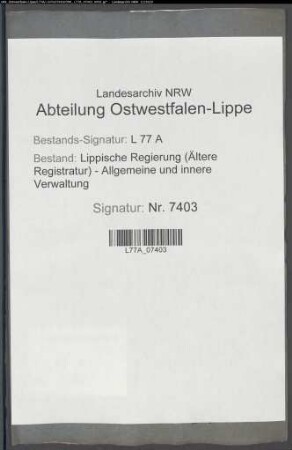 Landesarchiv NRW
Abteilung Ostwestfalen-Lippe
Bestands-Signatur: L 77 A
Bestand: Lippische Regierung (Ältere
Registratur) - Allgemeine und innere
Verwaltung
Signatur: Nr. 7403
L77A_07403